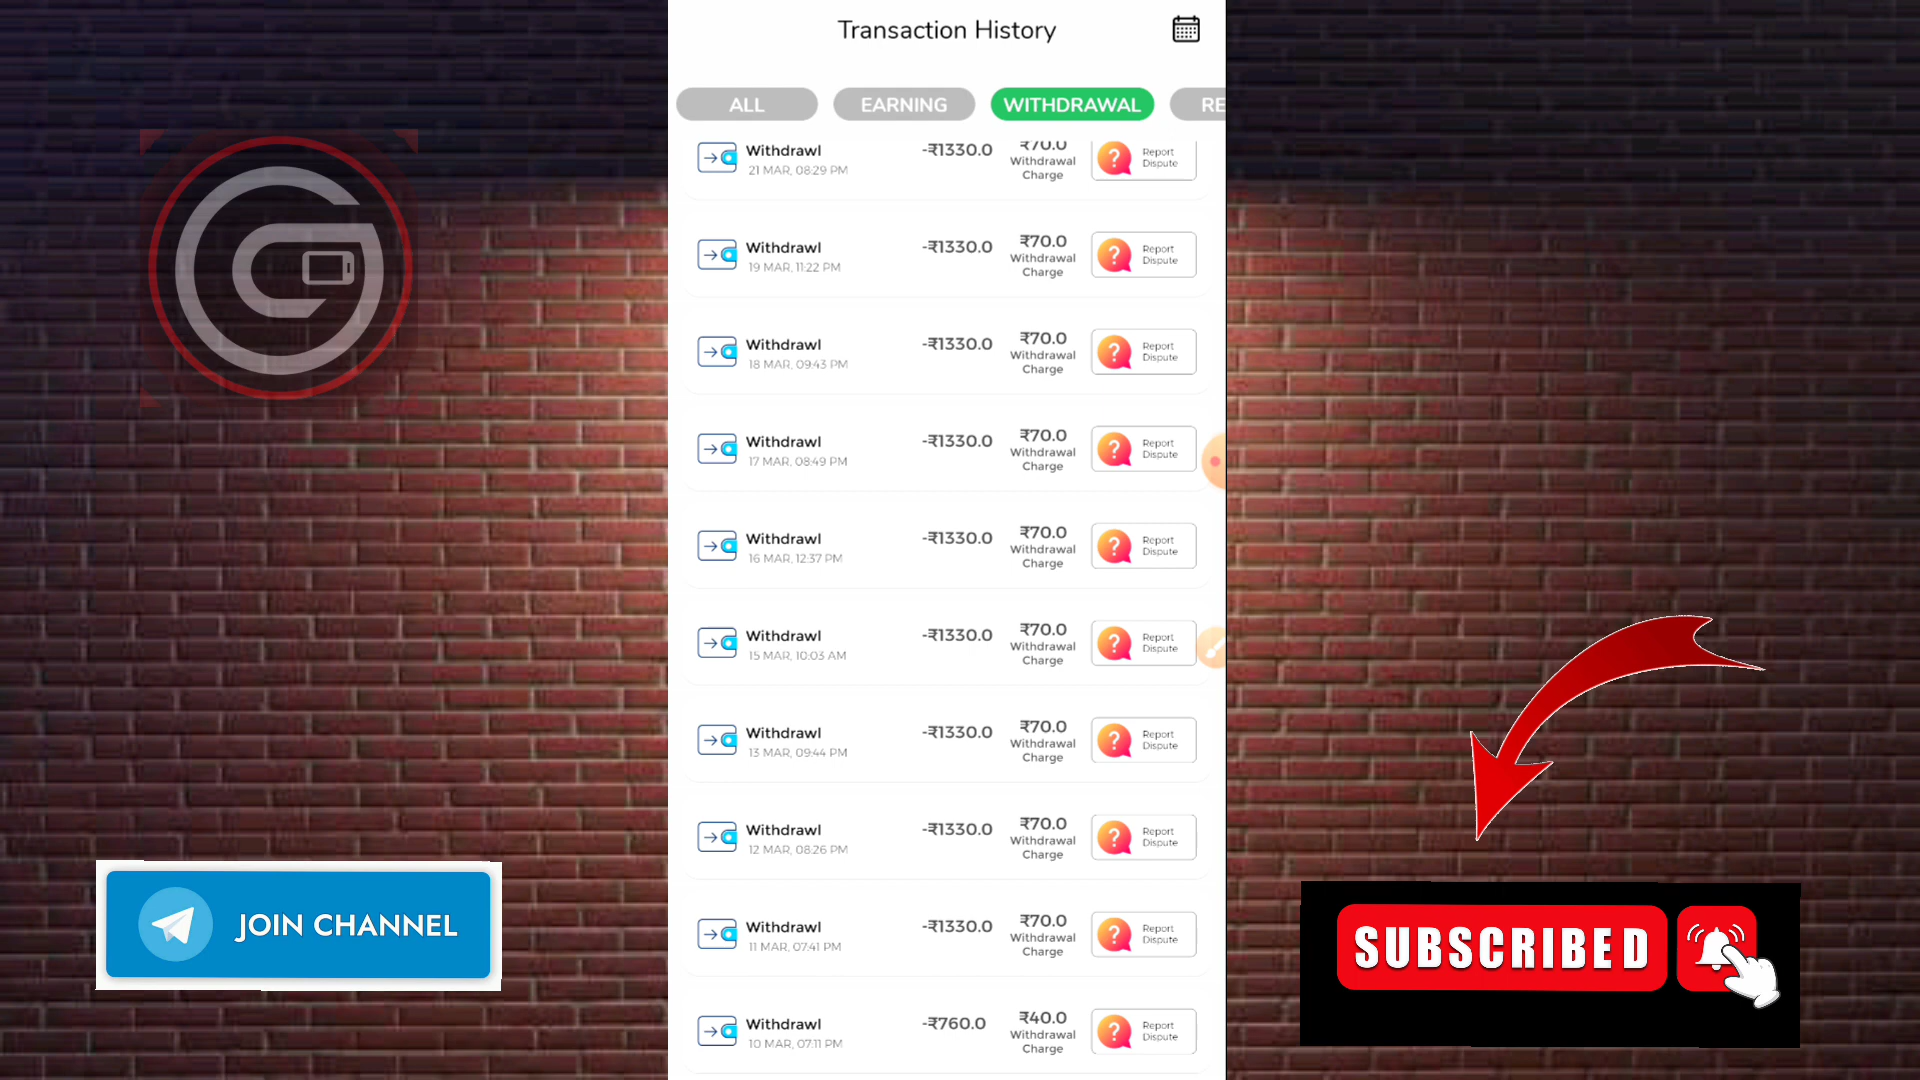 Transaction History
ALL EARNING WITHDRAWAL RE
Withdrawl -₹1330.0 ₹70.0 Report
21 MAR, 08:29 PM Withdrawal Dispute
Charge
Withdrawl -₹1330.0 ₹70.0 Report
19 MAR, 11:22 PM Withdrawal Dispute
Charge
Withdrawl -₹1330.0 ₹70.0 Report
18 MAR, 09:43 PM Withdrawal Dispute
Charge
Withdrawl -₹1330.0 ₹70.0 Report
17 MAR, 08:49 PM Withdrawal Dispute
Charge
Withdrawl -₹1330.0 ₹70.0 Report
16 MAR, 12:37 PM Withdrawal Dispute
Charge
Withdrawl -₹1330.0 ₹70.0 Report
15 MAR, 10:03 AM Withdrawal Dispute
Charge
Withdrawl -₹1330.0 ₹70.0 Report
13 MAR, 09:44 PM Withdrawal Dispute
Charge
Withdrawl -₹1330.0 ₹70.0 Report
12 MAR, 08:26 PM Withdrawal Dispute
Charge
Withdrawl -₹1330.0 ₹70.0 Report
11 MAR, 07:41 PM Withdrawal Dispute
Charge
Withdrawl -₹760.0 ₹40.0 Report
10 MAR, 07:11 PM Withdrawal Dispute
Charge
JOIN CHANNEL
SUBSCRIBED